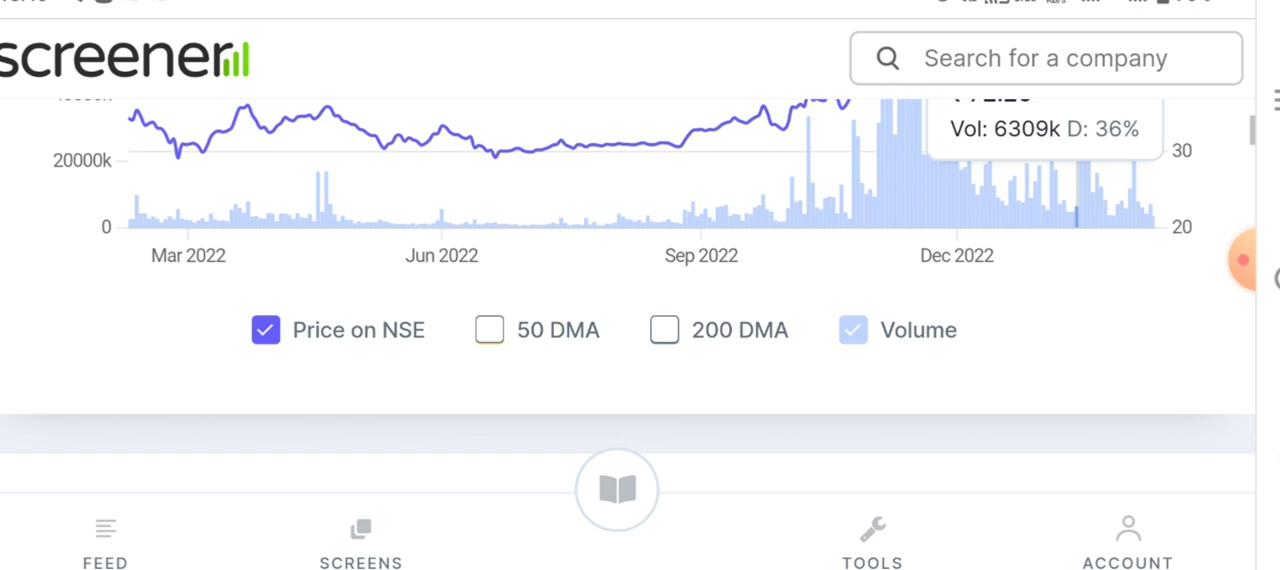 screener
Search for a company
Vol: 6309k D: 36%
20000k
30
0
20
Mar 2022
Jun 2022
Sep 2022
Dec 2022
Price on NSE
50 DMA
200 DMA
Volume
FEED
SCREENS
TOOLS
ACCOUNT